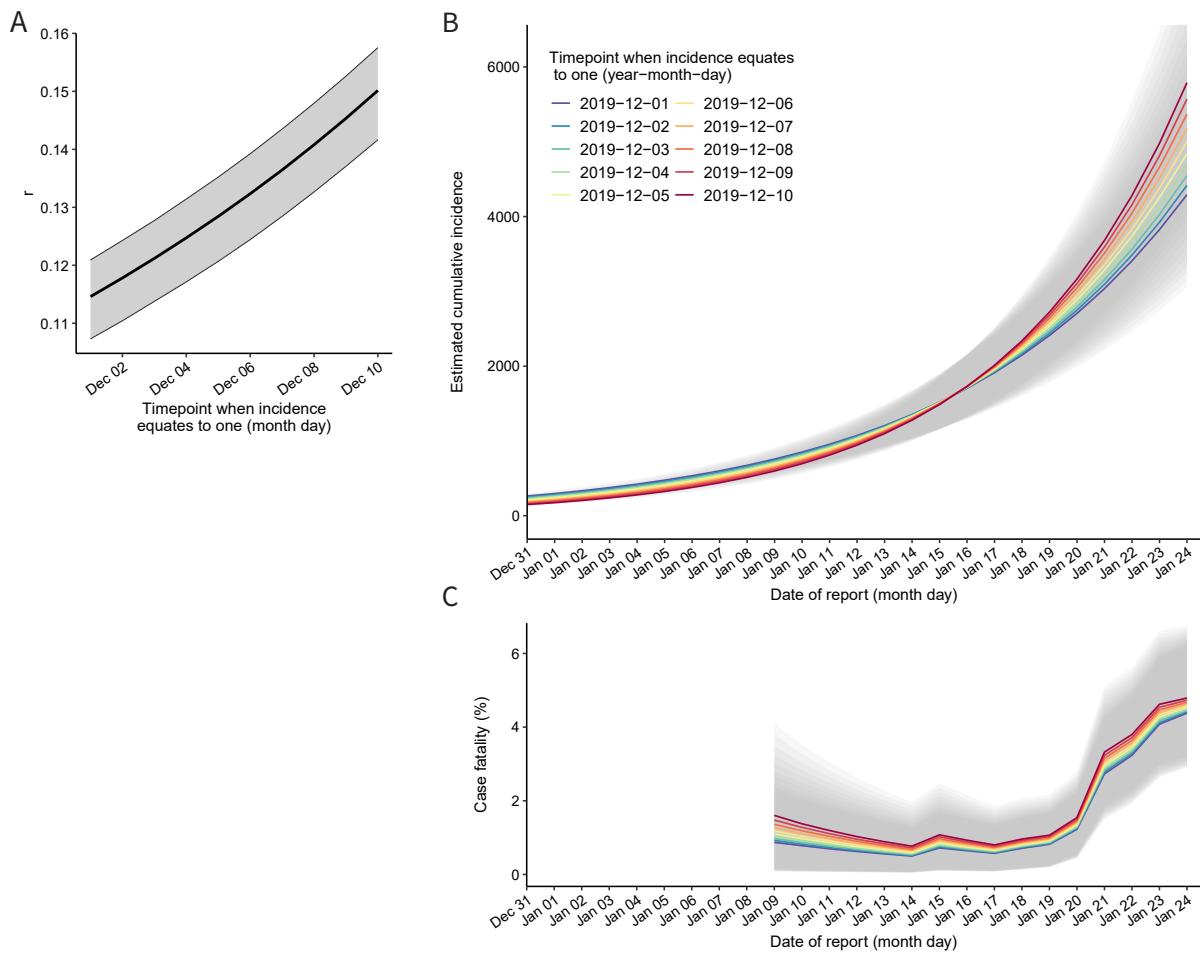 A
0.16
0.15
0.14
0.13
0.12
0.11
r
Dec 02
Dec 04
Dec 06
Dec 08
Dec 10
Timepoint when incidence
equates to one (month day)
B
6000
4000
2000
0
Estimated cumulative incidence
Timepoint when incidence equates
to one (year−month−day)
2019−12−01
2019−12−02
2019−12−03
2019−12−04
2019−12−05
2019−12−06
2019−12−07
2019−12−08
2019−12−09
2019−12−10
Dec 31
Jan 01
Jan 02
Jan 03
Jan 04
Jan 05
Jan 06
Jan 07
Jan 08
Jan 09
Jan 10
Jan 11
Jan 12
Jan 13
Jan 14
Jan 15
Jan 16
Jan 17
Jan 18
Jan 19
Jan 20
Jan 21
Jan 22
Jan 23
Jan 24
Date of report (month day)
C
6
4
2
0
Case fatality (%)
Dec 31
Jan 01
Jan 02
Jan 03
Jan 04
Jan 05
Jan 06
Jan 07
Jan 08
Jan 09
Jan 10
Jan 11
Jan 12
Jan 13
Jan 14
Jan 15
Jan 16
Jan 17
Jan 18
Jan 19
Jan 20
Jan 21
Jan 22
Jan 23
Jan 24
Date of report (month day)